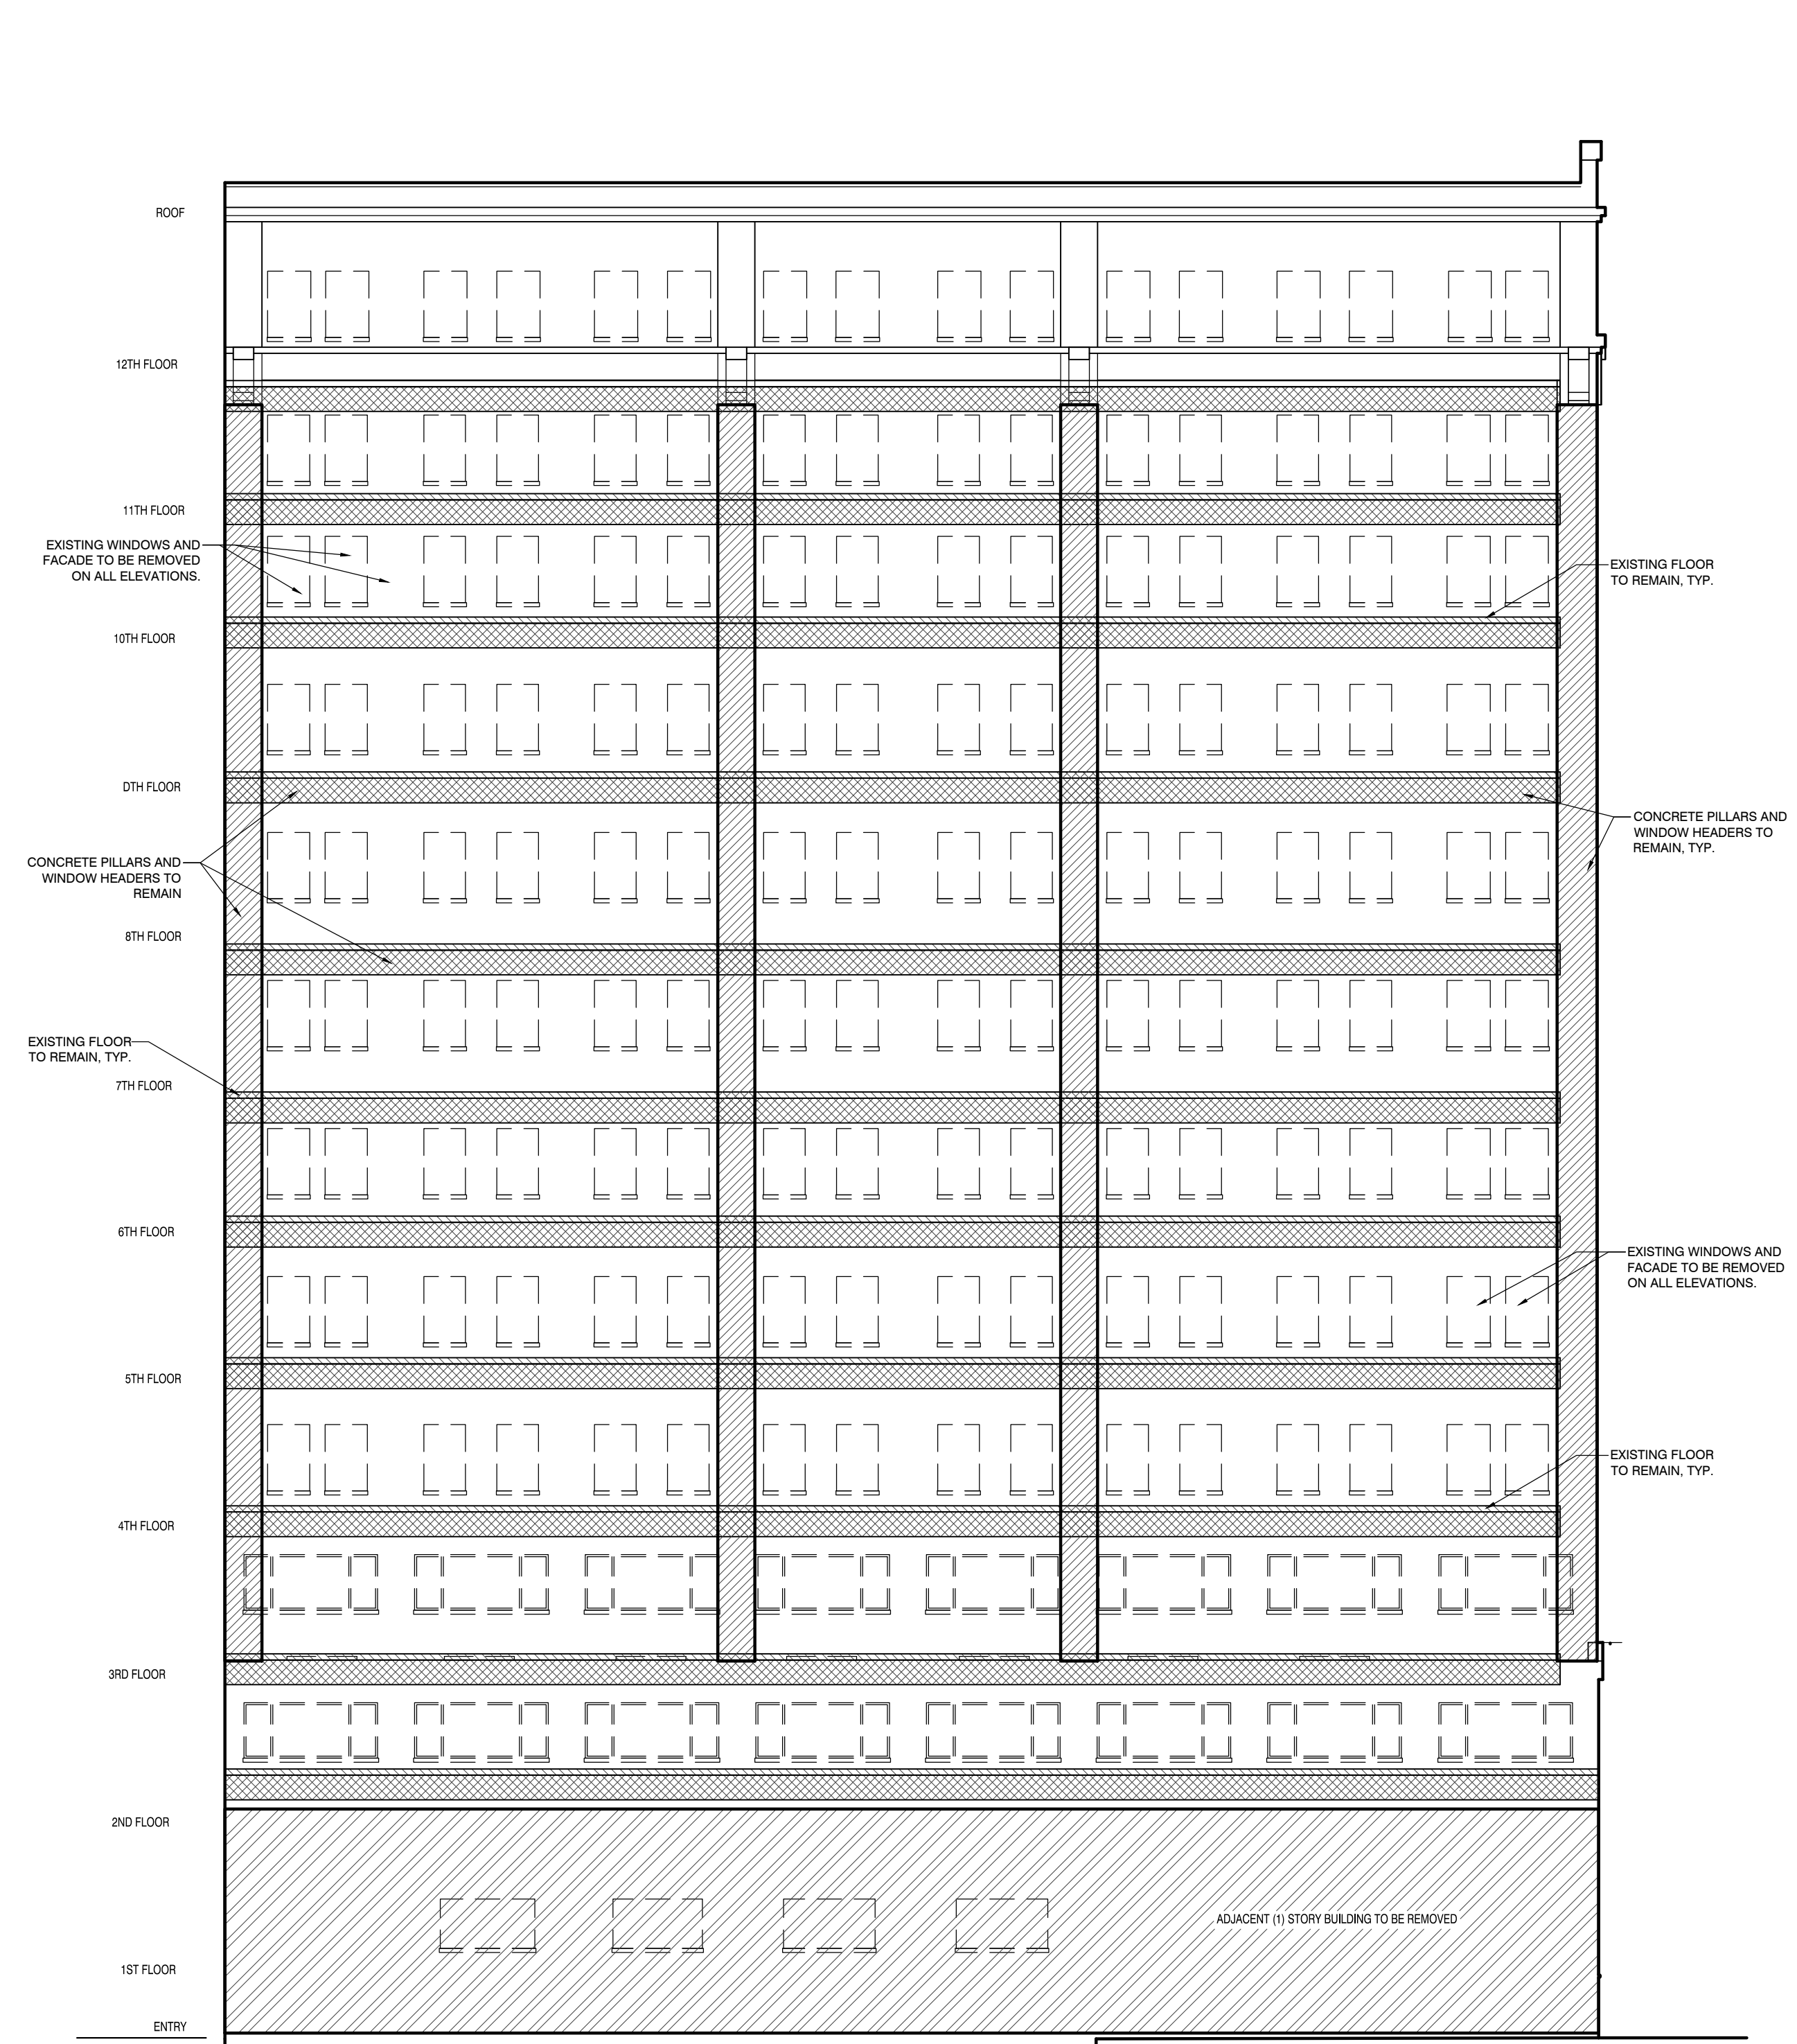 ROOF
12TH FLOOR
11TH FLOOR
EXISTING WINDOWS AND
FACADE TO BE REMOVED
ON ALL ELEVATIONS.
EXISTING FLOOR
TO REMAIN, TYP.
10TH FLOOR
DTH FLOOR
CONCRETE PILLARS AND
WINDOW HEADERS TO
REMAIN, TYP.
CONCRETE PILLARS AND
WINDOW HEADERS TO
REMAIN
8TH FLOOR
EXISTING FLOOR
TO REMAIN, TYP.
7TH FLOOR
6TH FLOOR
EXISTING WINDOWS AND
FACADE TO BE REMOVED
ON ALL ELEVATIONS.
5TH FLOOR
EXISTING FLOOR
TO REMAIN, TYP.
4TH FLOOR
3RD FLOOR
2ND FLOOR
ADJACENT (1) STORY BUILDING TO BE REMOVED
1ST FLOOR
ENTRY